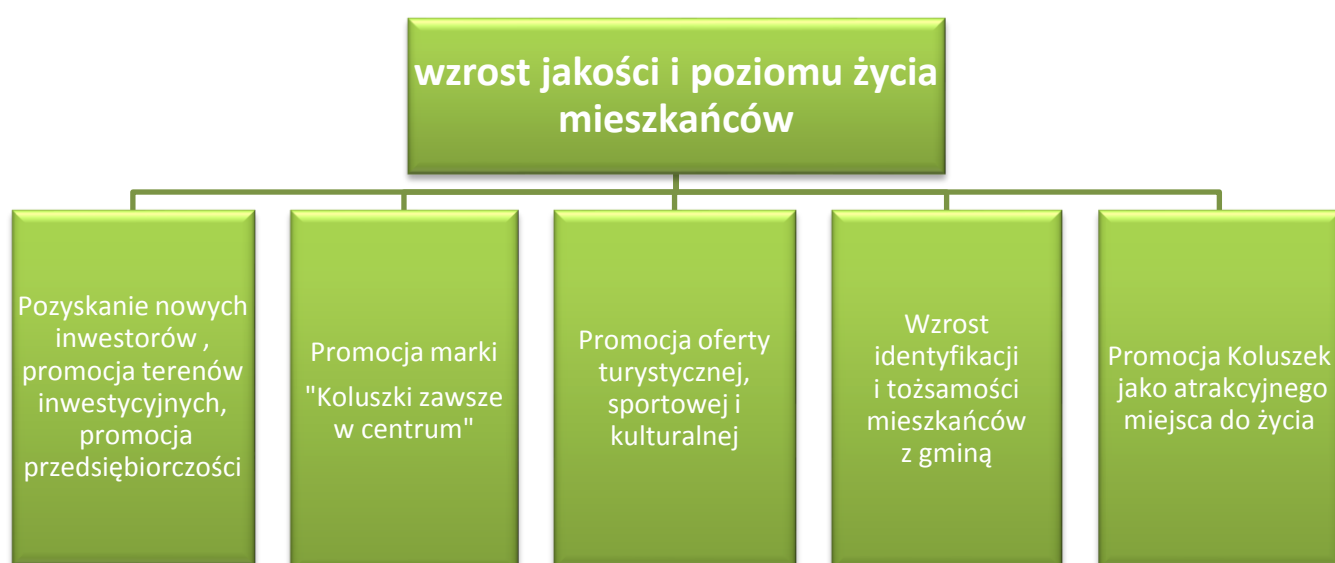 wzrost jakości i poziomu życia
mieszkańców
Pozyskanie nowych
inwestorów ,
promocja terenów
inwestycyjnych,
promocja
przedsiębiorczości
Promocja marki
"Koluszki zawsze
w centrum"
Promocja oferty
turystycznej,
sportowej i
kulturalnej
Wzrost
identyfikacji
i tożsamości
mieszkańców
z gminą
Promocja Koluszek
jako atrakcyjnego
miejsca do życia